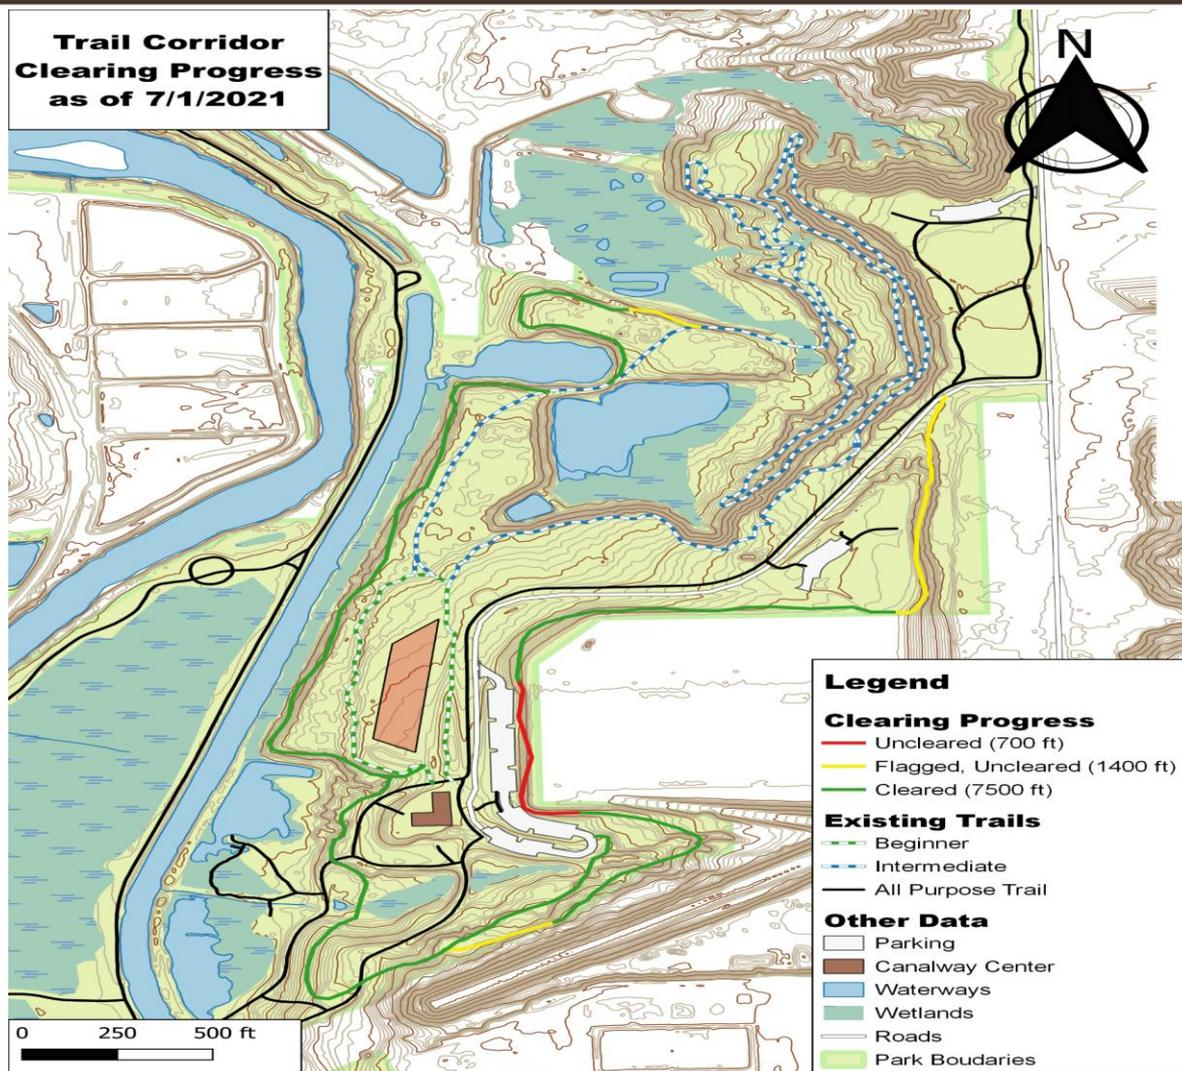 Trail Corridor
Clearing Progress
as of 7/1/2021
N
Legend
Clearing Progress
Uncleared (700 ft)
Flagged, Uncleared (1400 ft)
Cleared (7500 ft)
Existing Trails
Beginner
Intermediate
All Purpose Trail
Other Data
Parking
Canalway Center
Waterways
Wetlands
Roads
Park Boudaries
0 250 500 ft